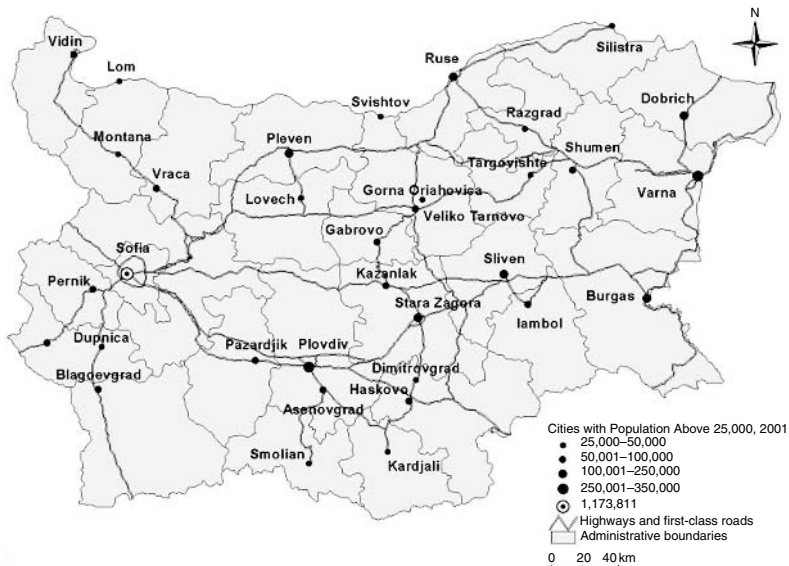 N
Vidin
Lom
Silistra
Ruse
Svishtov
Dobrich
Razgrad
Montana
Pleven
Shumen
Targovishte
Vraca
Varna
Lovech
Gorna Oriahovica
Veliko Tarnovo
Gabrovo
Sofia
Sliven
Kazanlak
Pernik
Burgas
Stara Zagora
Iambol
Dupnica
Pazardjik
Plovdiv
Dimitrovgrad
Blagoevgrad
Haskovo
Asenovgrad
Smolian
Kardjali
Cities with Population Above 25,000, 2001
25,000–50,000
50,001–100,000
100,001–250,000
250,001–350,000
1,173,811
Highways and first-class roads
Administrative boundaries
0 20 40 km